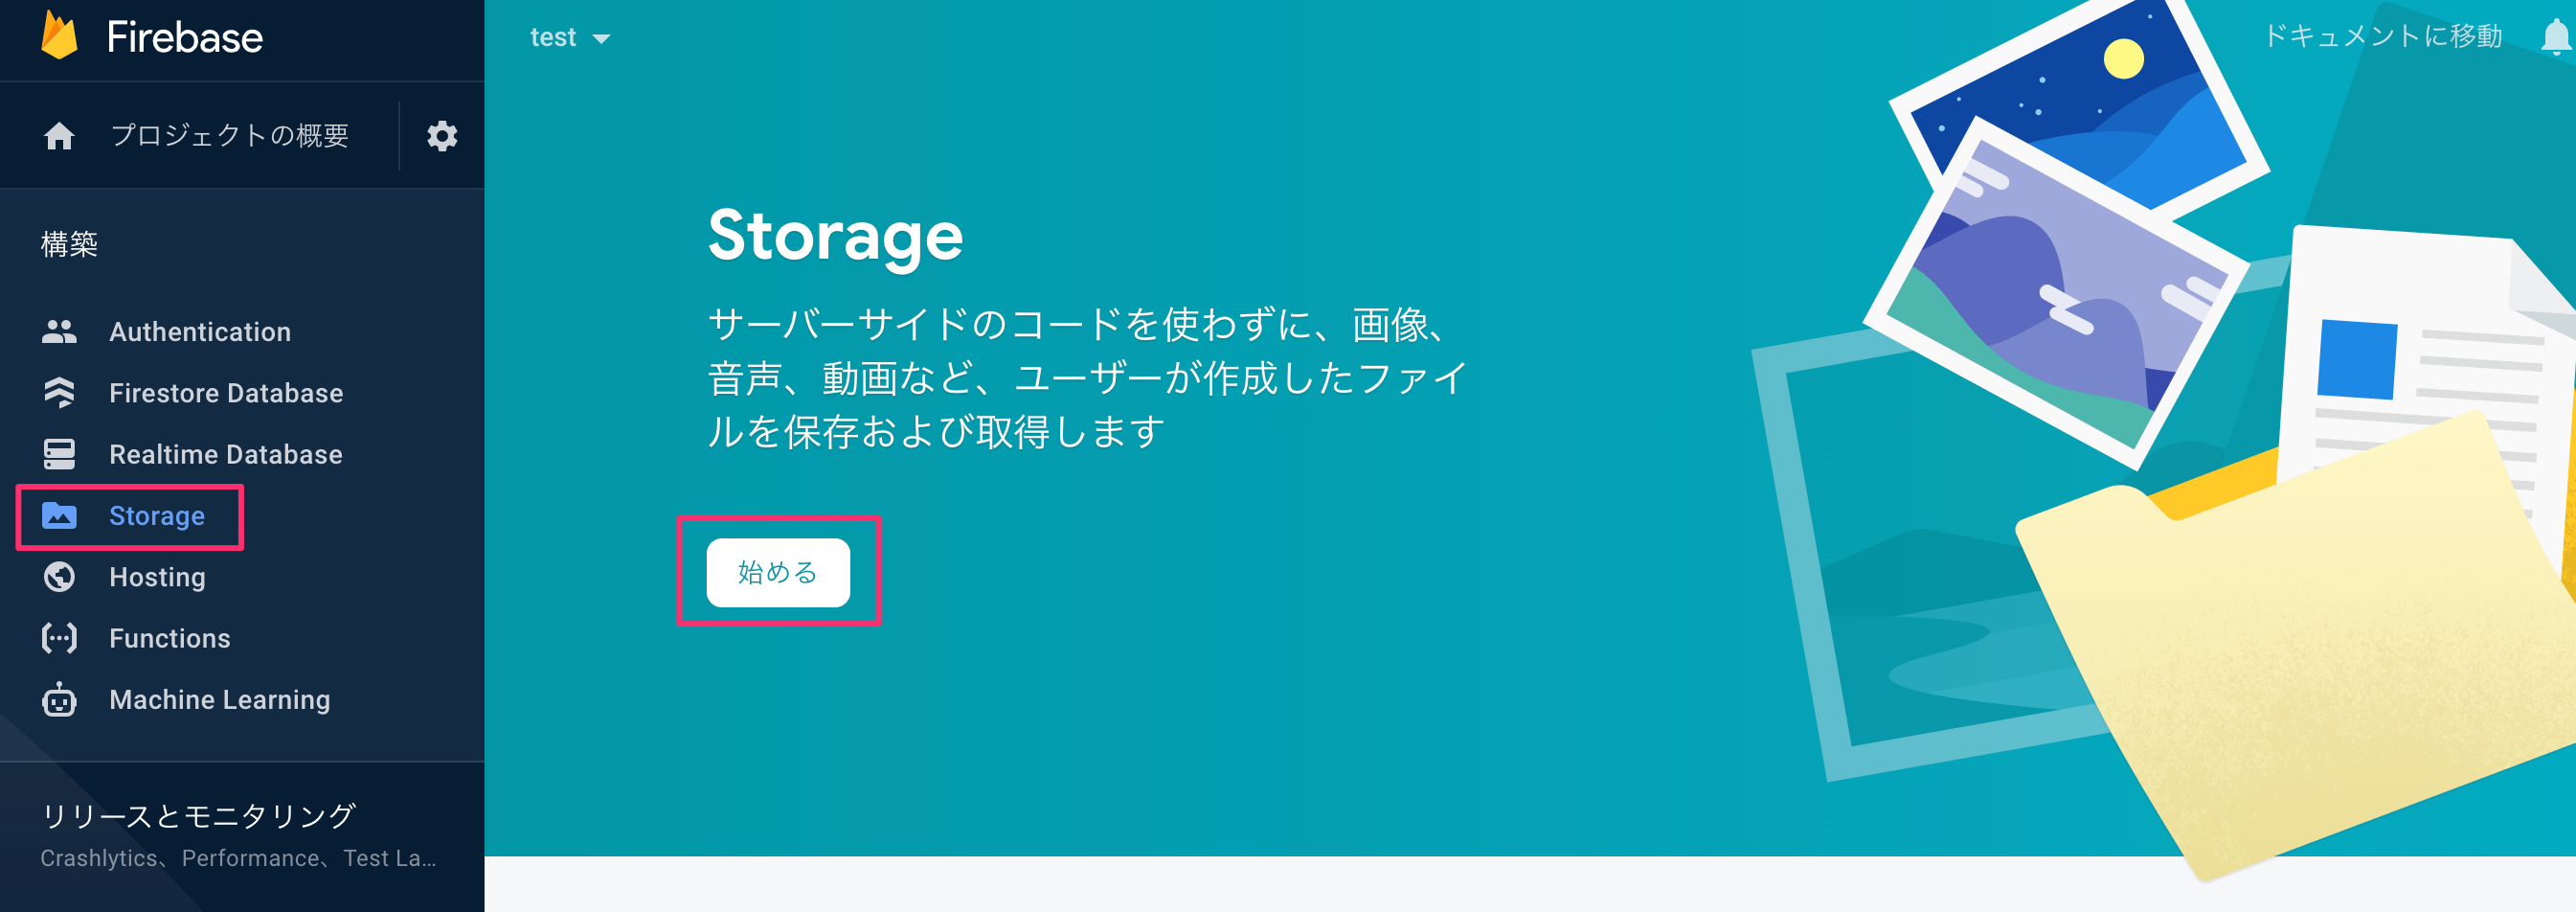 Firebase
プロジェクトの概要
構築
Authentication
Firestore Database
Realtime Database
Storage
Hosting
Functions
Machine Learning
リリースとモニタリング
Crashlytics、Performance、Test La...
test
ドキュメントに移動
Storage
サーバーサイドのコードを使わずに、画像、
音声、動画など、ユーザーが作成したファイ
ルを保存および取得します
始める